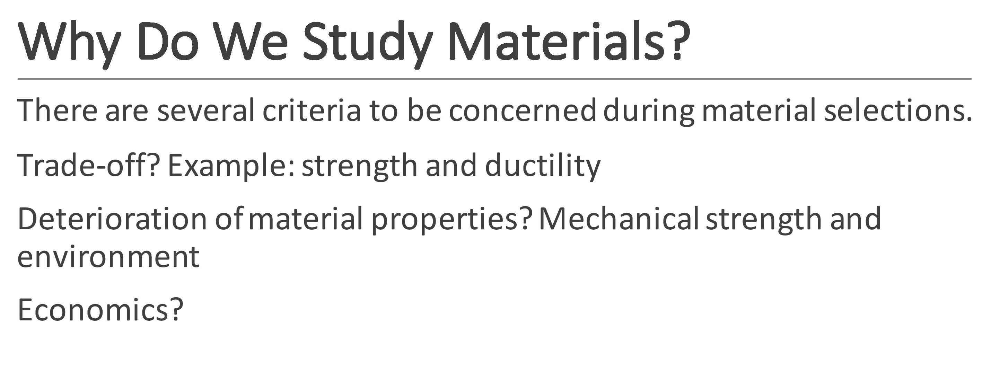 Why Do We Study Materials?
There are several criteria to be concerned during material selections.
Trade-off? Example: strength and ductility
Deterioration of material properties? Mechanical strength and
environment
Economics?